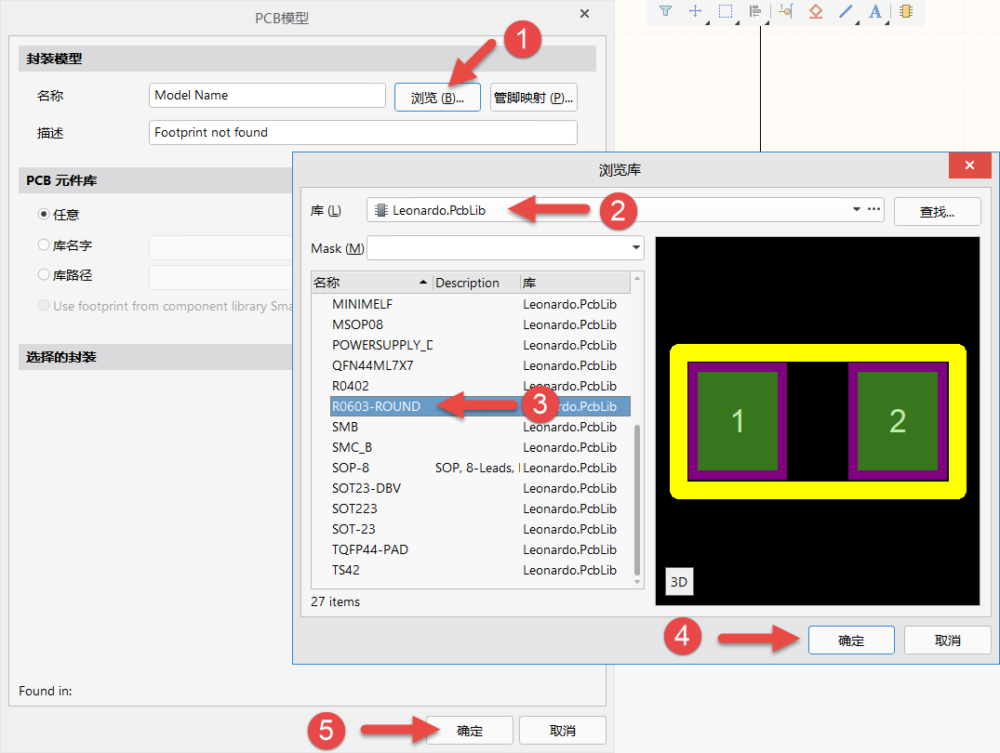 PCB模型
1
封装模型
名称 Model Name 浏览 (B)... 管脚映射 (P)...
描述 Footprint not found
PCB 元件库
任意
库名字
库路径
Use footprint from component library Sma
选择的封装
Found in:
5 确定 取消
浏览库
库 (L) Leonardo.PcbLib 2 ... 查找...
Mask (M)
名称 Description 库
MINIMELF Leonardo.PcbLib
MSOP08 Leonardo.PcbLib
POWERSUPPLY_D Leonardo.PcbLib
QFN44ML7X7 Leonardo.PcbLib
R0402 Leonardo.PcbLib
R0603-ROUND 3 rdo.PcbLib
SMB Leonardo.PcbLib
SMC_B Leonardo.PcbLib
SOP-8 SOP, 8-Leads, Leonardo.PcbLib
SOT23-DBV Leonardo.PcbLib
SOT223 Leonardo.PcbLib
SOT-23 Leonardo.PcbLib
TQFP44-PAD Leonardo.PcbLib
TS42 Leonardo.PcbLib
27 items
1 2
3D
4 确定 取消
A